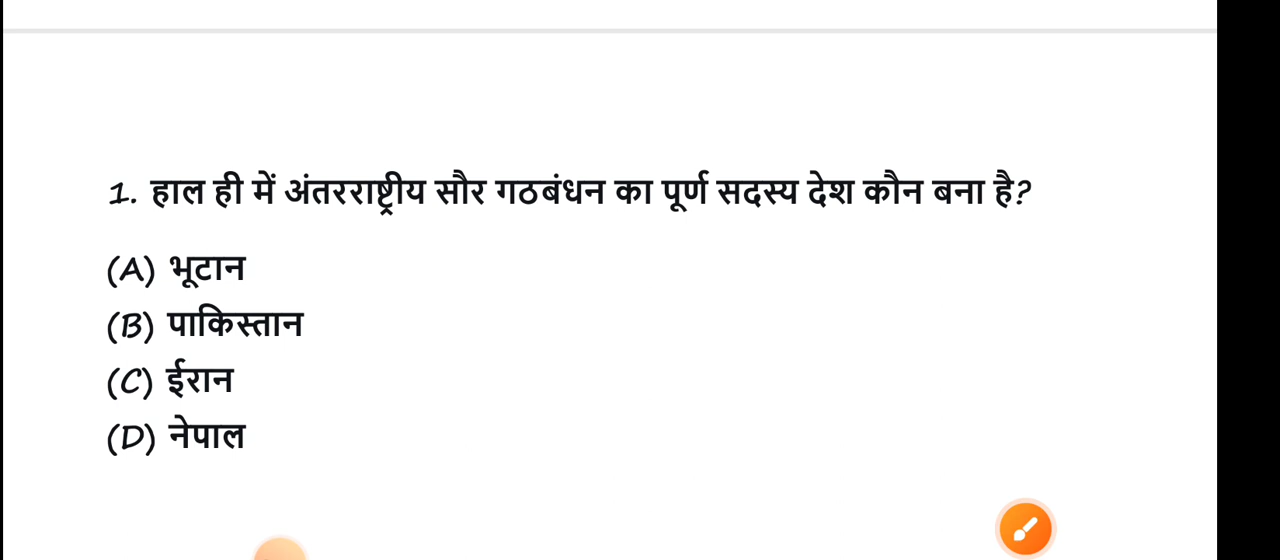 1. हाल ही में अंतरराष्ट्रीय सौर गठबंधन का पूर्ण सदस्य देश कौन बना है?
(A) भूटान
(B) पाकिस्तान
(C) ईरान
(D) नेपाल